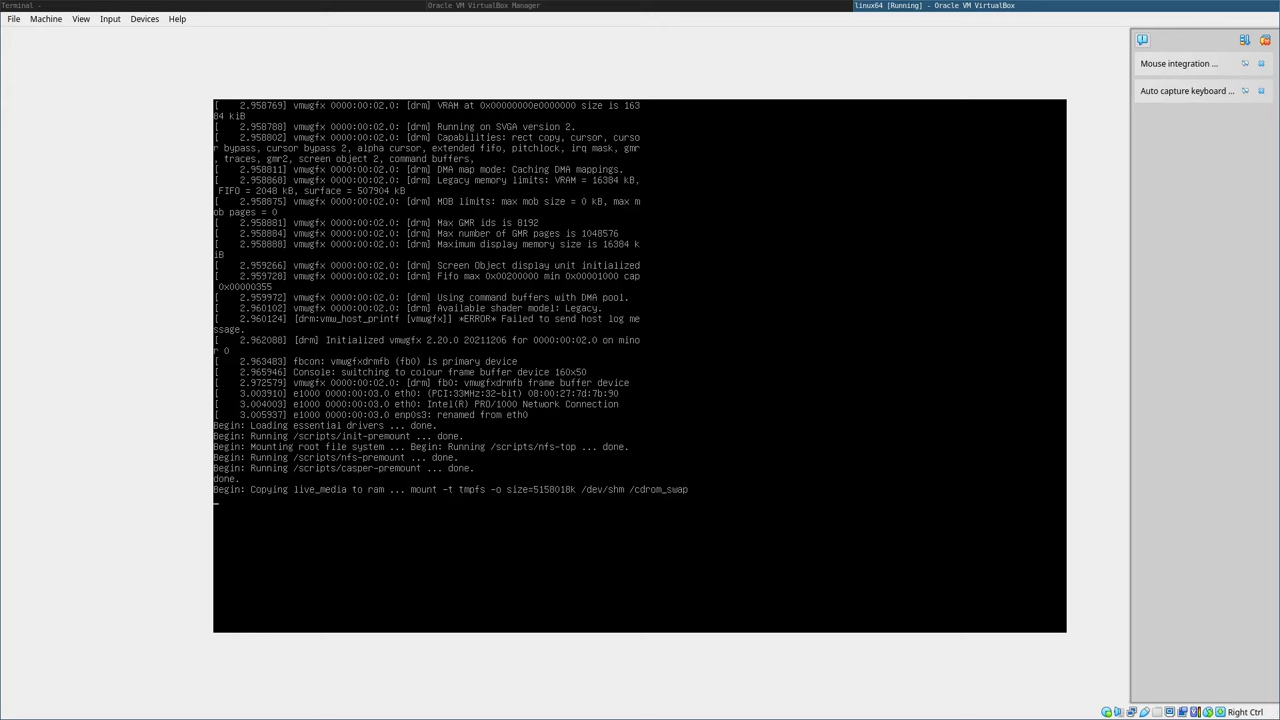 Terminal -
Oracle VM VirtualBox Manager
linux64 [Running] - Oracle VM VirtualBox
File Machine View Input Devices Help
Mouse integration ...
Auto capture keyboard ...
[    2.958769] vmwgfx 0000:00:02.0: [drm] VRAM at 0x00000000e0000000 size is 163
84 kiB
[    2.958788] vmwgfx 0000:00:02.0: [drm] Running on SVGA version 2.
[    2.958802] vmwgfx 0000:00:02.0: [drm] Capabilities: rect copy, cursor, curso
r bypass, cursor bypass 2, alpha cursor, extended fifo, pitchlock, irq mask, gmr
, traces, gmr2, screen object 2, command buffers,
[    2.958811] vmwgfx 0000:00:02.0: [drm] DMA map mode: Caching DMA mappings.
[    2.958868] vmwgfx 0000:00:02.0: [drm] Legacy memory limits: VRAM = 16384 kB,
 FIFO = 2048 kB, surface = 507904 kB
[    2.958875] vmwgfx 0000:00:02.0: [drm] MOB limits: max mob size = 0 kB, max m
ob pages = 0
[    2.958881] vmwgfx 0000:00:02.0: [drm] Max GMR ids is 8192
[    2.958884] vmwgfx 0000:00:02.0: [drm] Max number of GMR pages is 1048576
[    2.958888] vmwgfx 0000:00:02.0: [drm] Maximum display memory size is 16384 k
iB
[    2.959266] vmwgfx 0000:00:02.0: [drm] Screen Object display unit initialized
[    2.959728] vmwgfx 0000:00:02.0: [drm] Fifo max 0x00200000 min 0x00001000 cap
 0x00000355
[    2.959972] vmwgfx 0000:00:02.0: [drm] Using command buffers with DMA pool.
[    2.960102] vmwgfx 0000:00:02.0: [drm] Available shader model: Legacy.
[    2.960124] [drm:vmw_host_printf [vmwgfx]] *ERROR* Failed to send host log me
ssage.
[    2.962088] [drm] Initialized vmwgfx 2.20.0 20211206 for 0000:00:02.0 on mino
r 0
[    2.963483] fbcon: vmwgfxdrmfb (fb0) is primary device
[    2.965946] Console: switching to colour frame buffer device 160x50
[    2.972579] vmwgfx 0000:00:02.0: [drm] fb0: vmwgfxdrmfb frame buffer device
[    3.003910] e1000 0000:00:03.0 eth0: (PCI:33MHz:32-bit) 08:00:27:7d:7b:90
[    3.004003] e1000 0000:00:03.0 eth0: Intel(R) PRO/1000 Network Connection
[    3.005937] e1000 0000:00:03.0 enp0s3: renamed from eth0
Begin: Loading essential drivers ... done.
Begin: Running /scripts/init-premount ... done.
Begin: Mounting root file system ... Begin: Running /scripts/nfs-top ... done.
Begin: Running /scripts/nfs-premount ... done.
Begin: Running /scripts/casper-premount ... done.
done.
Begin: Copying live_media to ram ... mount -t tmpfs -o size=5158018k /dev/shm /cdrom_swap
Right Ctrl